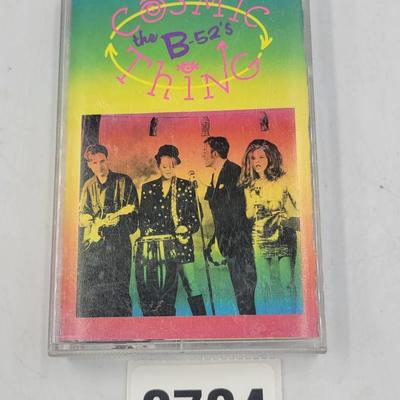 COSMIC
the B-52's
THiNG